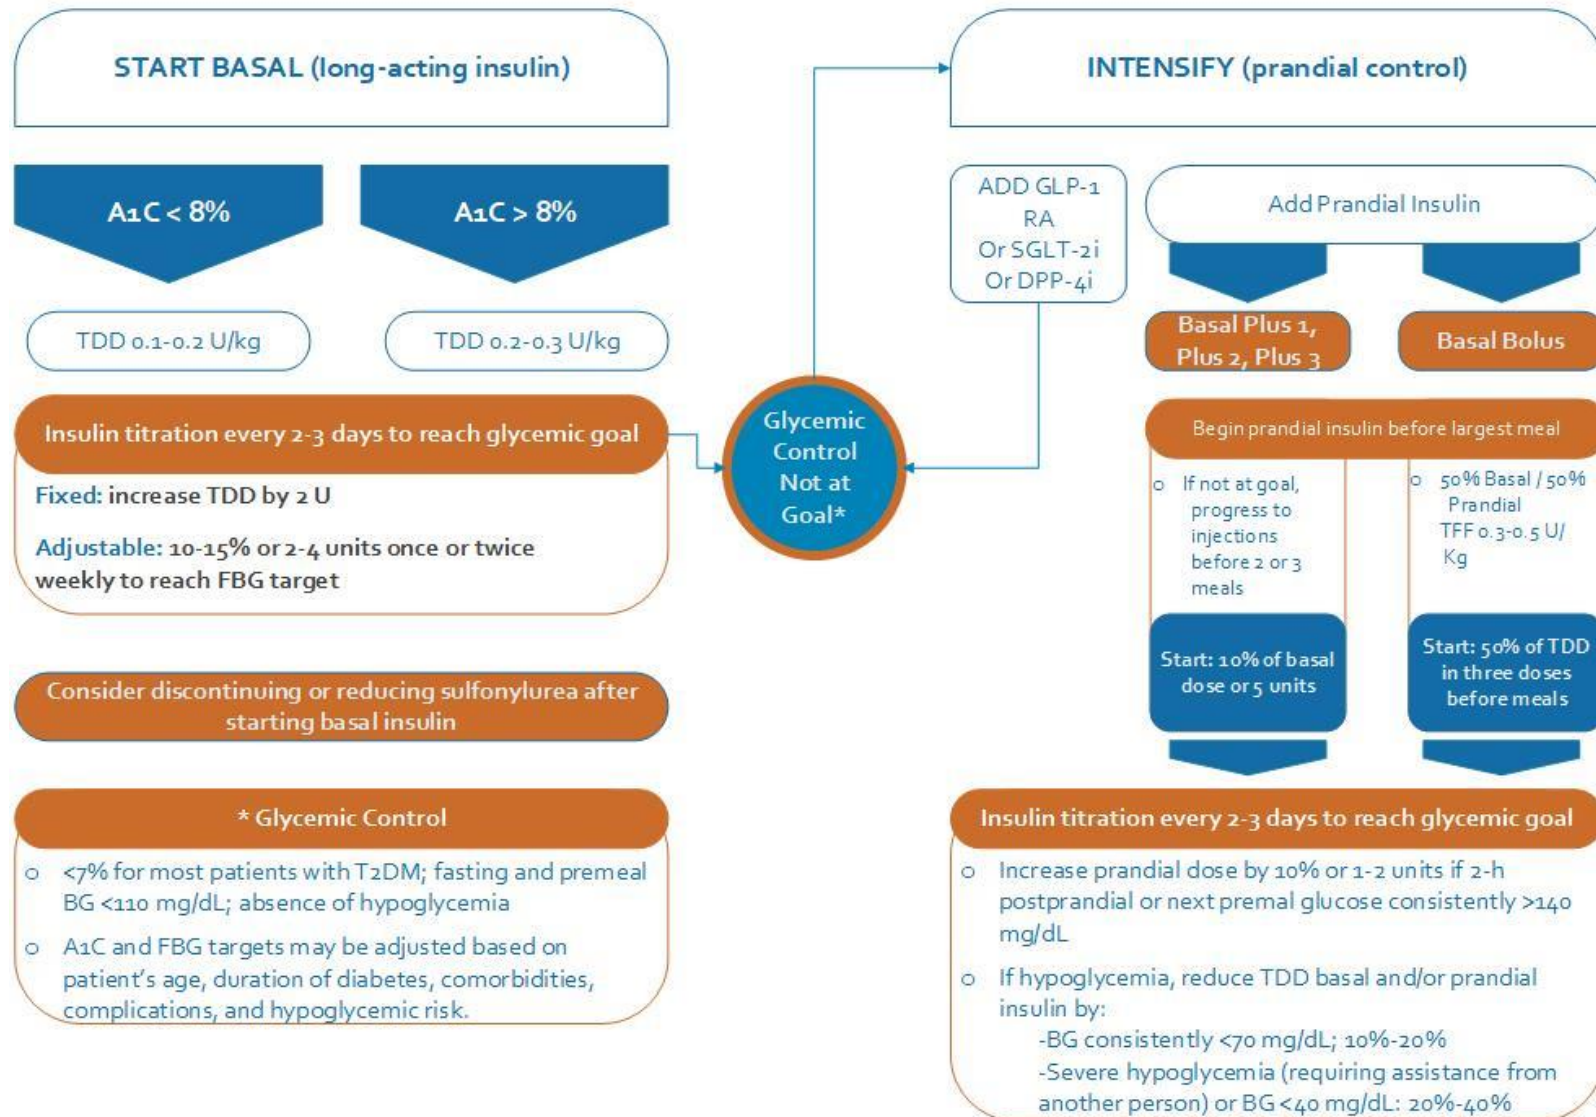 START BASAL (long-acting insulin)
A1C < 8%
A1C > 8%
TDD 0.1-0.2 U/kg
TDD 0.2-0.3 U/kg
Insulin titration every 2-3 days to reach glycemic goal
Fixed: increase TDD by 2 U
Adjustable: 10-15% or 2-4 units once or twice
weekly to reach FBG target
Consider discontinuing or reducing sulfonylurea after
starting basal insulin
* Glycemic Control
o <7% for most patients with T2DM; fasting and premeal
BG <110 mg/dL; absence of hypoglycemia
o A1C and FBG targets may be adjusted based on
patient's age, duration of diabetes, comorbidities,
complications, and hypoglycemic risk.
Glycemic
Control
Not at
Goal*
INTENSIFY (prandial control)
ADD GLP-1
RA
Or SGLT-2i
Or DPP-4i
Add Prandial Insulin
Basal Plus 1,
Plus 2, Plus 3
Basal Bolus
Begin prandial insulin before largest meal
o If not at goal,
progress to
injections
before 2 or 3
meals
o 50% Basal / 50%
Prandial
TFF 0.3-0.5 U/
Kg
Start: 10% of basal
dose or 5 units
Start: 50% of TDD
in three doses
before meals
Insulin titration every 2-3 days to reach glycemic goal
o Increase prandial dose by 10% or 1-2 units if 2-h
postprandial or next premal glucose consistently >140
mg/dL
o If hypoglycemia, reduce TDD basal and/or prandial
insulin by:
-BG consistently <70 mg/dL; 10%-20%
-Severe hypoglycemia (requiring assistance from
another person) or BG <40 mg/dL: 20%-40%